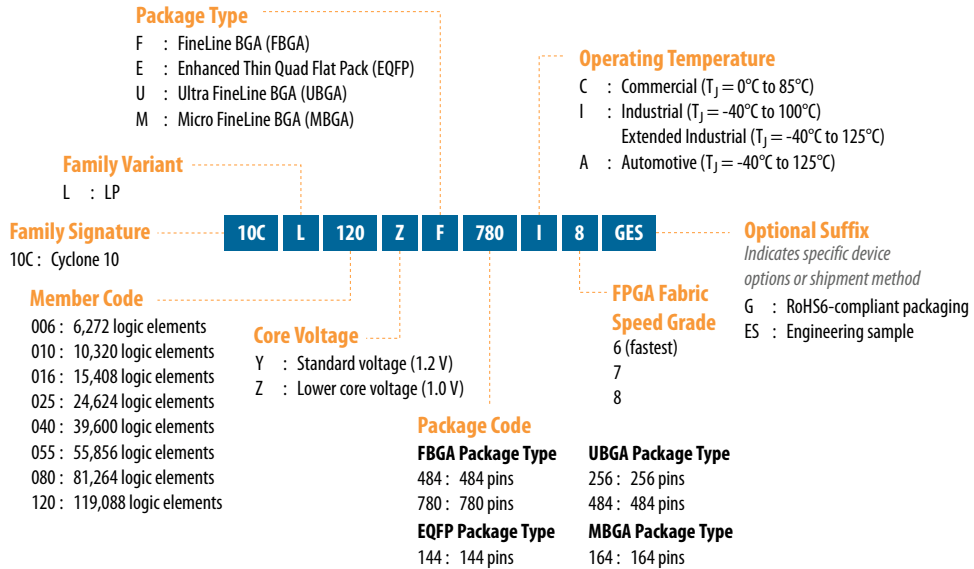 Package Type
F : FineLine BGA (FBGA)
E : Enhanced Thin Quad Flat Pack (EQFP)
U : Ultra FineLine BGA (UBGA)
M : Micro FineLine BGA (MBGA)
Operating Temperature
C : Commercial (TJ = 0°C to 85°C)
I : Industrial (TJ = -40°C to 100°C)
Extended Industrial (TJ = -40°C to 125°C)
A : Automotive (TJ = -40°C to 125°C)
Family Variant
L : LP
Family Signature
10C : Cyclone 10
10C L 120 Z F 780 I 8 GES
Optional Suffix
Indicates specific device
options or shipment method
G : RoHS6-compliant packaging
ES : Engineering sample
Member Code
006 : 6,272 logic elements
010 : 10,320 logic elements
016 : 15,408 logic elements
025 : 24,624 logic elements
040 : 39,600 logic elements
055 : 55,856 logic elements
080 : 81,264 logic elements
120 : 119,088 logic elements
Core Voltage
Y : Standard voltage (1.2 V)
Z : Lower core voltage (1.0 V)
FPGA Fabric
Speed Grade
6 (fastest)
7
8
Package Code
FBGA Package Type
484 : 484 pins
780 : 780 pins
EQFP Package Type
144 : 144 pins
UBGA Package Type
256 : 256 pins
484 : 484 pins
MBGA Package Type
164 : 164 pins